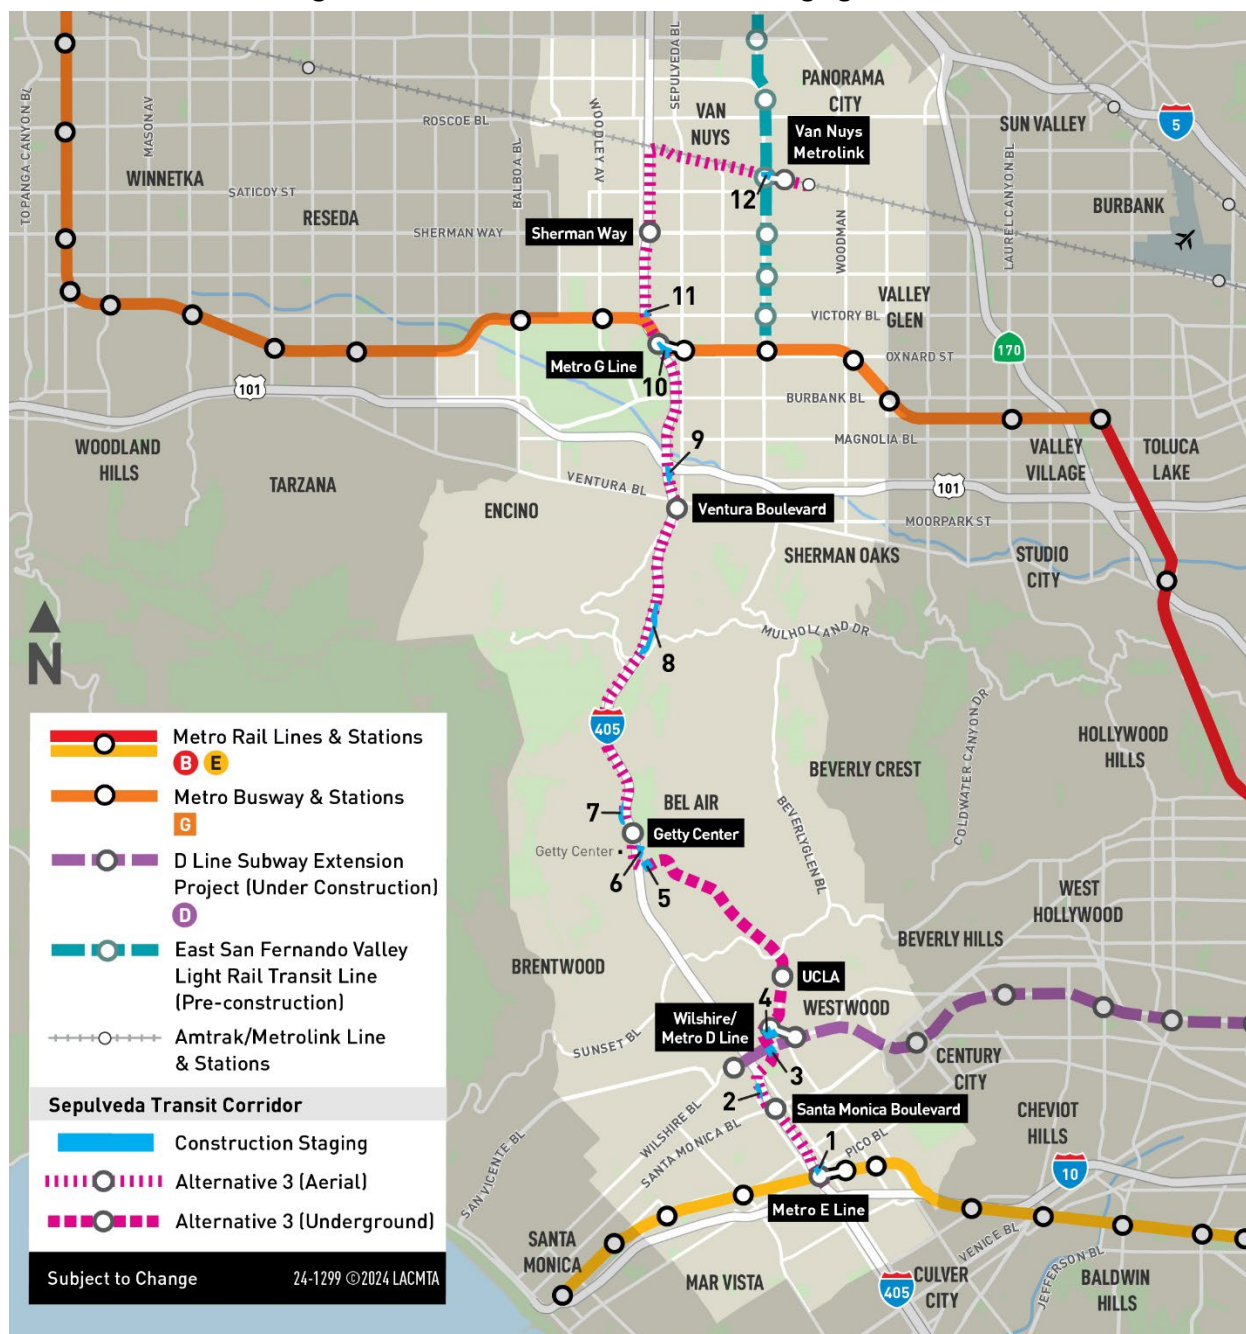 TOPANGA CANYON BL
MASON AV
WINNETKA
SATICOY ST
RESEDA
ROSCOE BL
BALBOA BL
SHERMAN WAY
WOODLEY AV
SEPULVEDA BL
VAN
NUYS
PANORAMA
CITY
Van Nuys
Metrolink
12
SUN VALLEY
5
LAUREL CANYON BL
BURBANK
WOODMAN
Sherman Way
11
VICTORY BL
VALLEY
GLEN
OXNARD ST
170
Metro G Line
10
BURBANK BL
MAGNOLIA BL
101
WOODLAND
HILLS
TARZANA
VENTURA BL
9
ENCINO
Ventura Boulevard
101
VALLEY
VILLAGE
TOLUCA
LAKE
MOORPARK ST
SHERMAN OAKS
STUDIO
CITY
MULHOLLAND DR
8
N
405
BEVERLY CREST
COLDWATER CANYON DR
HOLLYWOOD
HILLS
7
BEL AIR
Getty Center
Getty Center
6
5
BEVERLYGLEN BL
WEST
HOLLYWOOD
BEVERLY HILLS
BRENTWOOD
UCLA
4
WESTWOOD
Wilshire/
Metro D Line
SUNSET BL
3
CENTURY
CITY
2
Santa Monica Boulevard
WILSHIRE BL
SANTA MONICA BL
SAN VICENTE BL
1
PICO BL
CHEVIOT
HILLS
10
Metro E Line
SANTA
MONICA
MAR VISTA
405
CULVER
CITY
VENICE BL
JEFFERSON BL
BALDWIN
HILLS
Metro Rail Lines & Stations
B E
Metro Busway & Stations
G
D Line Subway Extension
Project (Under Construction)
D
East San Fernando Valley
Light Rail Transit Line
(Pre-construction)
Amtrak/Metrolink Line
& Stations
Sepulveda Transit Corridor
Construction Staging
Alternative 3 (Aerial)
Alternative 3 (Underground)
Subject to Change
24-1299 ©2024 LACMTA